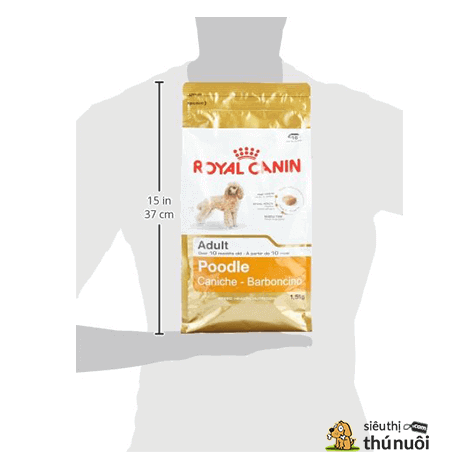 ROYAL CANIN
15 in
37 cm
Adult
Over 10 months old - À partir de 10 mois
Poodle
Caniche - Barboncino
1.5kg
siêuthị .com
thúnuôi